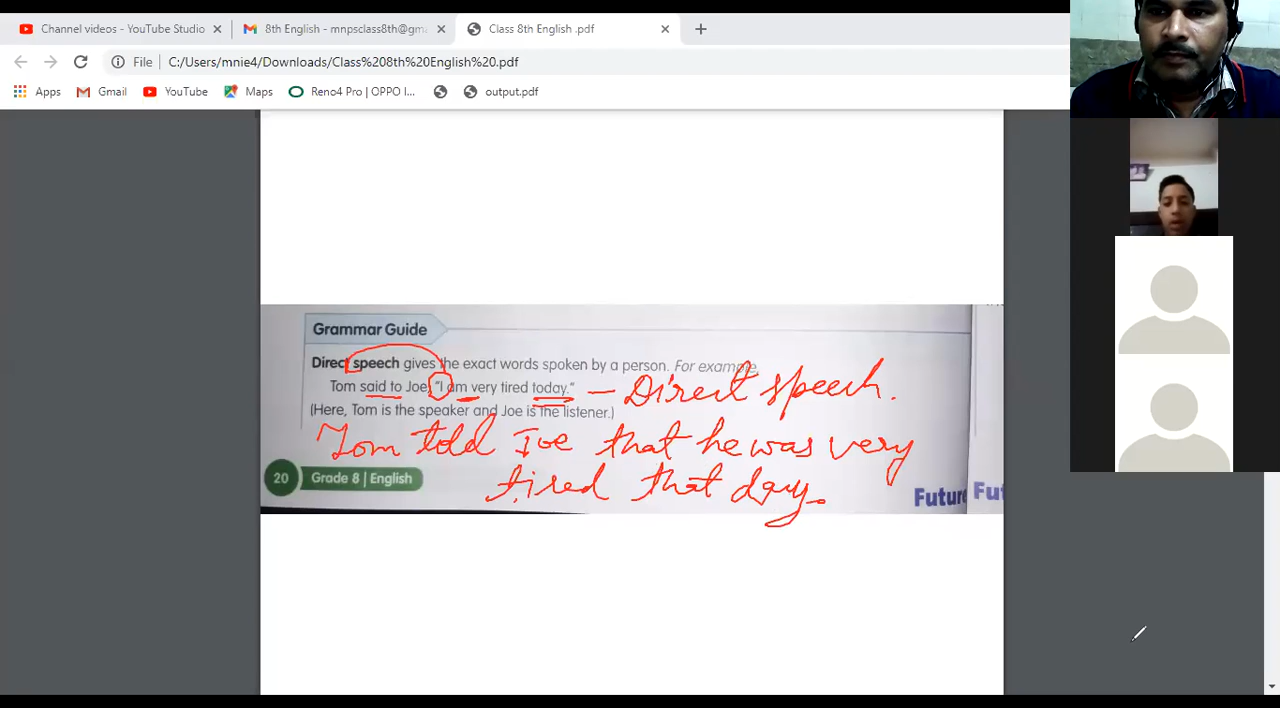 Channel videos - YouTube Studio
8th English - mnpsclass8th@gma
Class 8th English .pdf
File C:/Users/mnie4/Downloads/Class%208th%20English%20.pdf
Apps Gmail YouTube Maps Reno4 Pro | OPPO I... output.pdf
Grammar Guide
Direct speech gives the exact words spoken by a person. For example,
Tom said to Joe, "I am very tired today." – Direct speech.
(Here, Tom is the speaker and Joe is the listener.)
Tom told Joe that he was very
tired that day.
20 Grade 8 | English
Future Fut